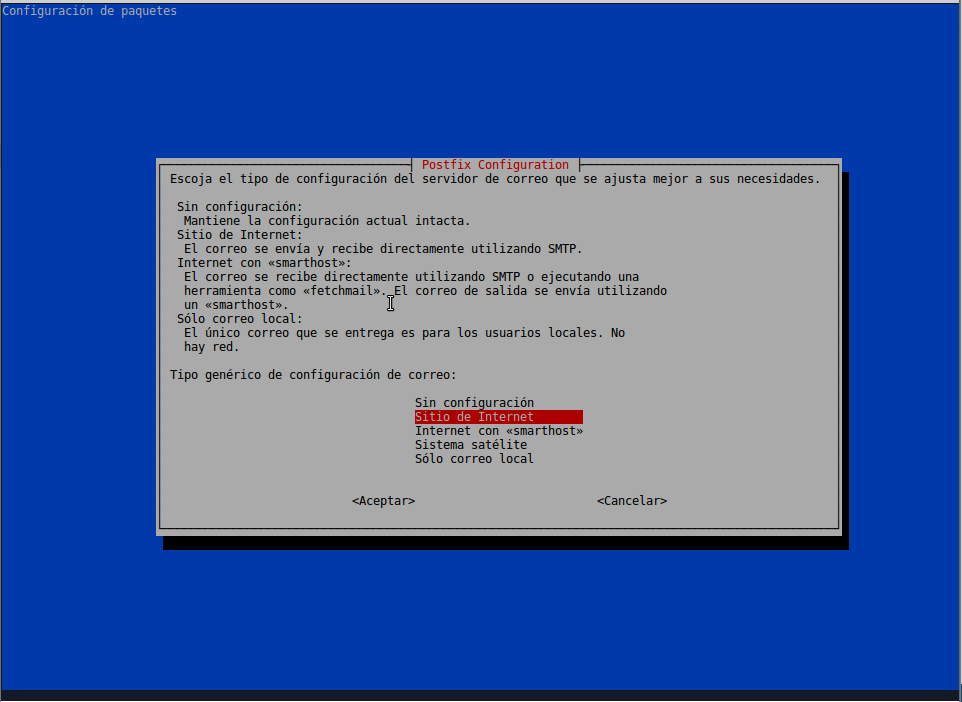 Configuración de paquetes
Postfix Configuration
Escoja el tipo de configuración del servidor de correo que se ajusta mejor a sus necesidades.
Sin configuración:
Mantiene la configuración actual intacta.
Sitio de Internet:
El correo se envía y recibe directamente utilizando SMTP.
Internet con «smarthost»:
El correo se recibe directamente utilizando SMTP o ejecutando una
herramienta como «fetchmail». El correo de salida se envía utilizando
un «smarthost».
Sólo correo local:
El único correo que se entrega es para los usuarios locales. No
hay red.
Tipo genérico de configuración de correo:
Sin configuración
Sitio de Internet
Internet con «smarthost»
Sistema satélite
Sólo correo local
<Aceptar> <Cancelar>